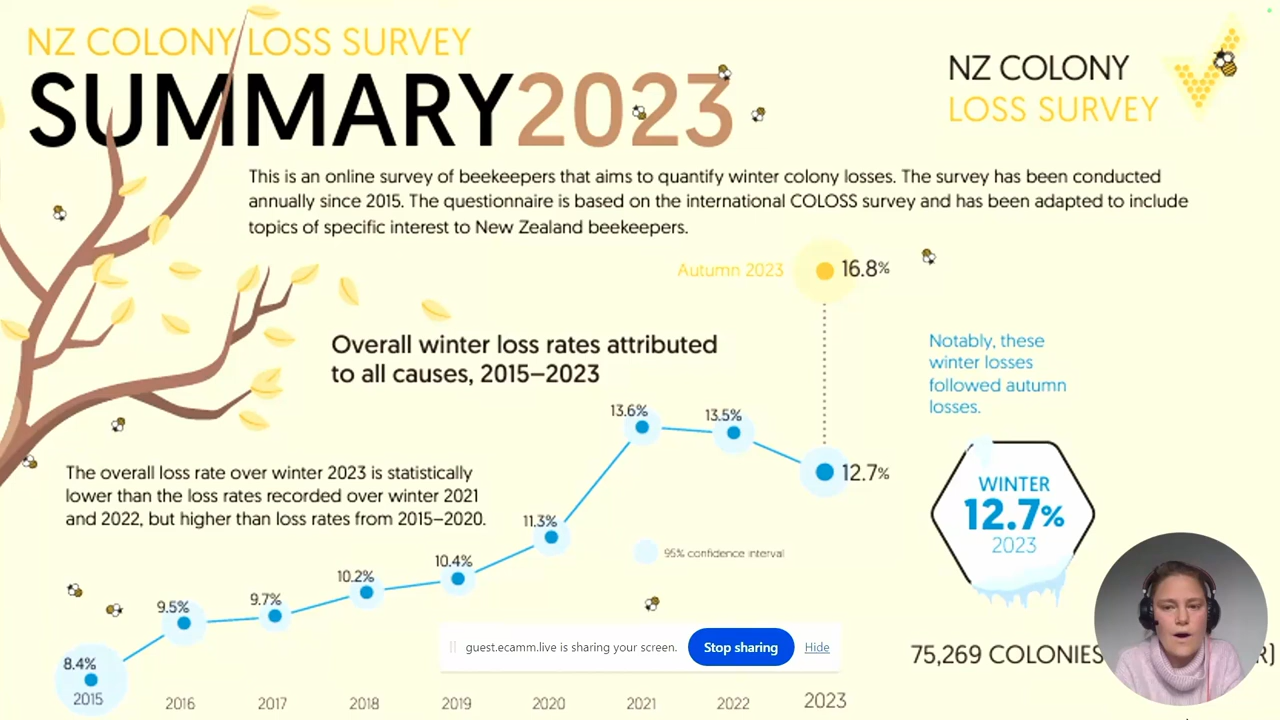 NZ COLONY LOSS SURVEY
SUMMARY2023
NZ COLONY
LOSS SURVEY
This is an online survey of beekeepers that aims to quantify winter colony losses. The survey has been conducted
annually since 2015. The questionnaire is based on the international COLOSS survey and has been adapted to include
topics of specific interest to New Zealand beekeepers.
Autumn 2023
16.8%
Overall winter loss rates attributed
to all causes, 2015–2023
Notably, these
winter losses
followed autumn
losses.
13.6%
13.5%
12.7%
The overall loss rate over winter 2023 is statistically
lower than the loss rates recorded over winter 2021
and 2022, but higher than loss rates from 2015–2020.
WINTER
12.7%
2023
11.3%
95% confidence interval
10.4%
10.2%
9.7%
9.5%
8.4%
guest.ecamm.live is sharing your screen.
Stop sharing
Hide
75,269 COLONIES
2015
2016
2017
2018
2019
2020
2021
2022
2023